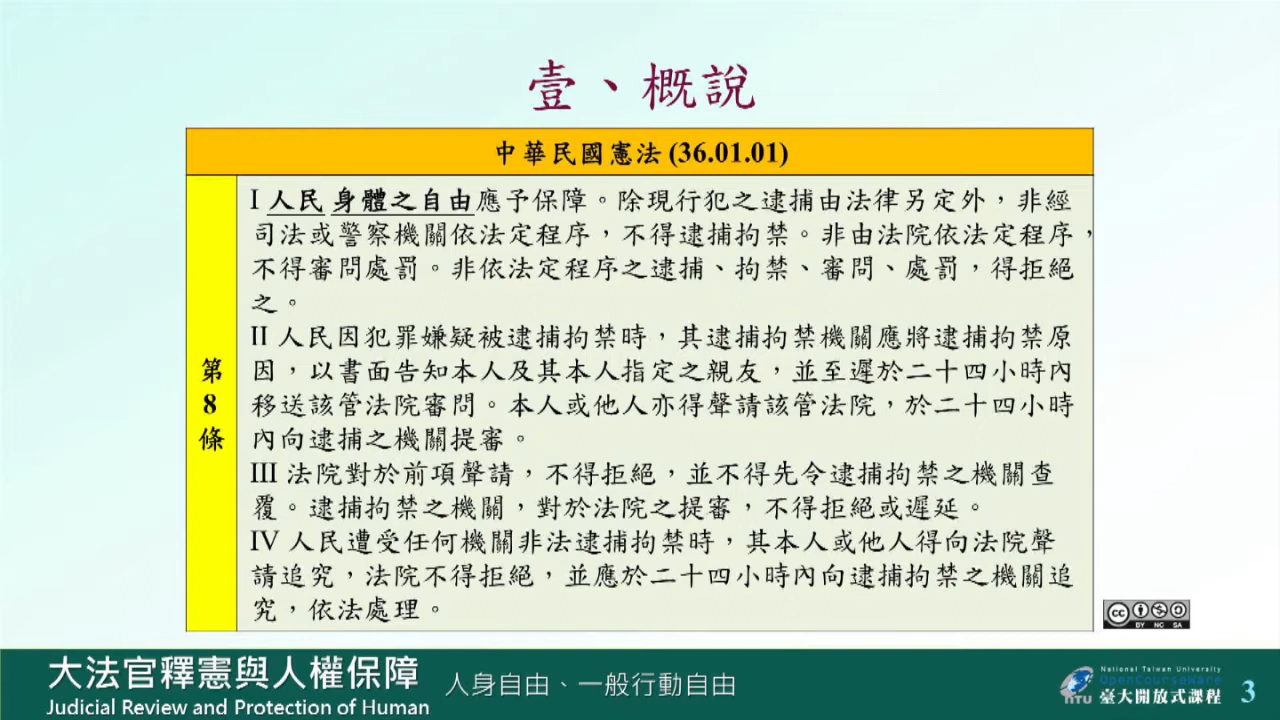 壹、概說
中華民國憲法 (36.01.01)
第
8
條
I 人民 身體之自由應予保障。除現行犯之逮捕由法律另定外，非經
司法或警察機關依法定程序，不得逮捕拘禁。非由法院依法定程序，
不得審問處罰。非依法定程序之逮捕、拘禁、審問、處罰，得拒絕
之。
II 人民因犯罪嫌疑被逮捕拘禁時，其逮捕拘禁機關應將逮捕拘禁原
因，以書面告知本人及其本人指定之親友，並至遲於二十四小時內
移送該管法院審問。本人或他人亦得聲請該管法院，於二十四小時
內向逮捕之機關提審。
III 法院對於前項聲請，不得拒絕，並不得先令逮捕拘禁之機關查
覆。逮捕拘禁之機關，對於法院之提審，不得拒絕或遲延。
IV 人民遭受任何機關非法逮捕拘禁時，其本人或他人得向法院聲
請追究，法院不得拒絕，並應於二十四小時內向逮捕拘禁之機關追
究，依法處理。
cc BY NC SA
大法官釋憲與人權保障
Judicial Review and Protection of Human
人身自由、一般行動自由
National Taiwan University
OpenCourseWare
NTU 臺大開放式課程
3